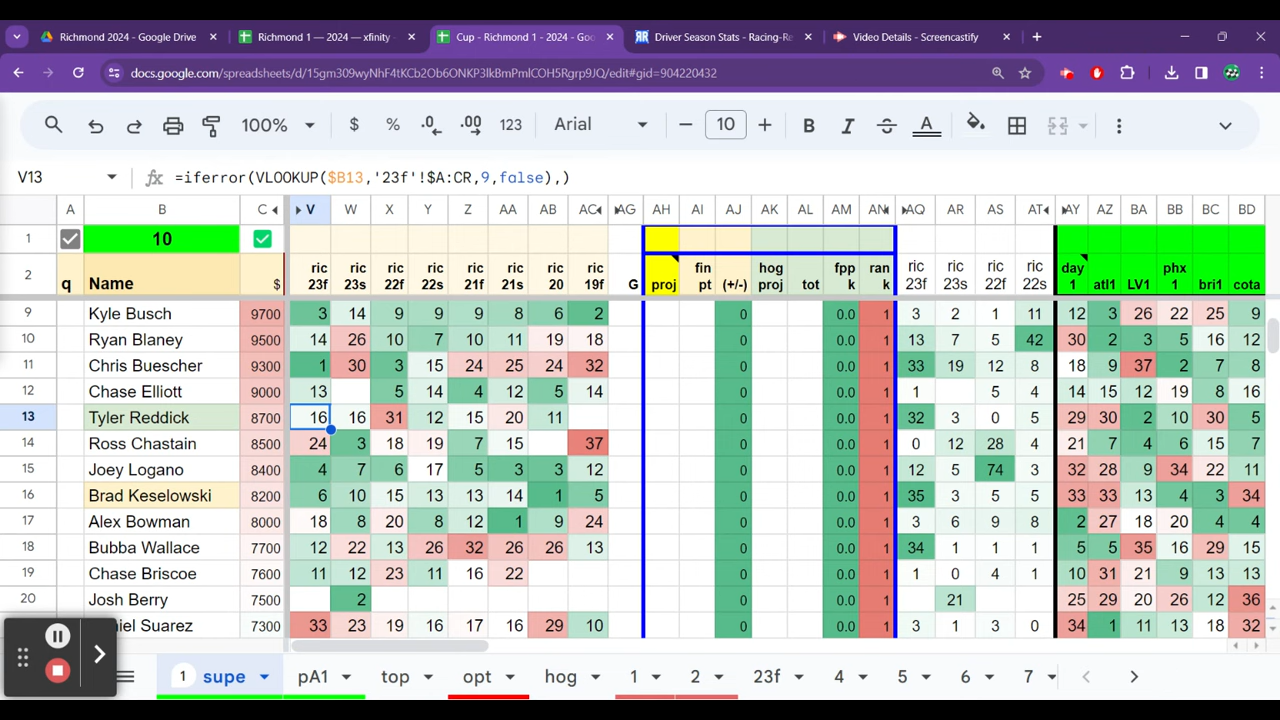 Richmond 2024 - Google Drive × Richmond 1 — 2024 — xfinity - × Cup - Richmond 1 - 2024 - Goo × Driver Season Stats - Racing-Re × Video Details - Screencastify × +
docs.google.com/spreadsheets/d/15gm309wyNhF4tKCb2Ob6ONKP3lkBmPmlCOH5Rgrp9JQ/edit#gid=904220432
100% $ % .0 .00 123 Arial − 10 + B I A
V13 fx =iferror(VLOOKUP($B13,'23f'!$A:CR,9,false),)
A B C V W X Y Z AA AB AC AG AH AI AJ AK AL AM AN AQ AR AS AT AY AZ BA BB BC BD
1 10
2 q Name $ ric 23f ric 23s ric 22f ric 22s ric 21f ric 21s ric 20 ric 19f G proj fin pt (+/-) hog proj tot fpp k ran k ric 23f ric 23s ric 22f ric 22s day 1 atl1 LV1 phx 1 bri1 cota
9 Kyle Busch 9700 3 14 9 9 9 8 6 2 0 0.0 1 3 2 1 11 12 3 26 22 25 9
10 Ryan Blaney 9500 14 26 10 7 10 11 19 18 0 0.0 1 13 7 5 42 30 2 3 5 16 12
11 Chris Buescher 9300 1 30 3 15 24 25 24 32 0 0.0 1 33 19 12 8 18 9 37 2 7 8
12 Chase Elliott 9000 13 5 14 4 12 5 14 0 0.0 1 1 5 4 14 15 12 19 8 16
13 Tyler Reddick 8700 16 16 31 12 15 20 11 0 0.0 1 32 3 0 5 29 30 2 10 30 5
14 Ross Chastain 8500 24 3 18 19 7 15 37 0 0.0 1 0 12 28 4 21 7 4 6 15 7
15 Joey Logano 8400 4 7 6 17 5 3 3 12 0 0.0 1 12 5 74 3 32 28 9 34 22 11
16 Brad Keselowski 8200 6 10 15 13 13 14 1 5 0 0.0 1 35 3 5 5 33 33 13 4 3 34
17 Alex Bowman 8000 18 8 20 8 12 1 9 24 0 0.0 1 3 6 9 8 2 27 18 20 4 4
18 Bubba Wallace 7700 12 22 13 26 32 26 26 13 0 0.0 1 34 1 1 1 5 5 35 16 29 15
19 Chase Briscoe 7600 11 12 23 11 16 22 0 0.0 1 1 0 4 1 10 31 21 9 13 13
20 Josh Berry 7500 2 0 0.0 1 21 25 29 20 26 12 36
iel Suarez 7300 33 23 19 16 17 16 29 10 0 0.0 1 3 1 3 0 34 1 11 13 18 32
1 supe pA1 top opt hog 1 2 23f 4 5 6 7